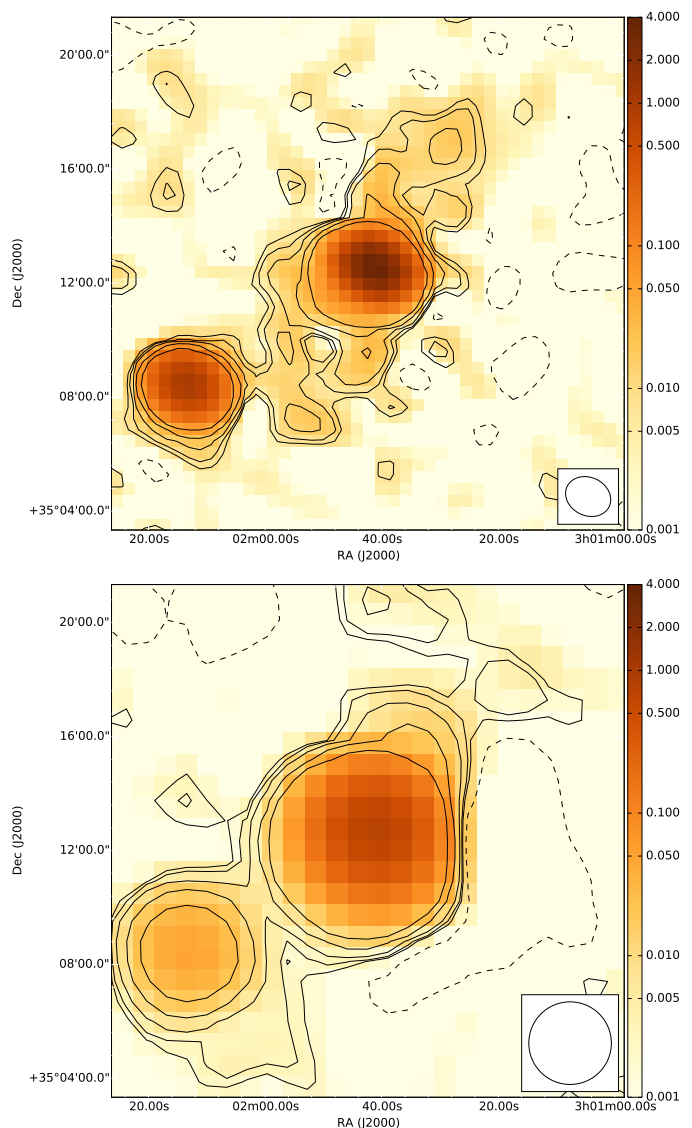 20'00.0"
16'00.0"
12'00.0"
08'00.0"
+35°04'00.0"
Dec (J2000)
20.00s
02m00.00s
40.00s
20.00s
3h01m00.00s
RA (J2000)
4.000
2.000
1.000
0.500
0.100
0.050
0.010
0.005
0.001
20'00.0"
16'00.0"
12'00.0"
08'00.0"
+35°04'00.0"
Dec (J2000)
20.00s
02m00.00s
40.00s
20.00s
3h01m00.00s
RA (J2000)
4.000
2.000
1.000
0.500
0.100
0.050
0.010
0.005
0.001